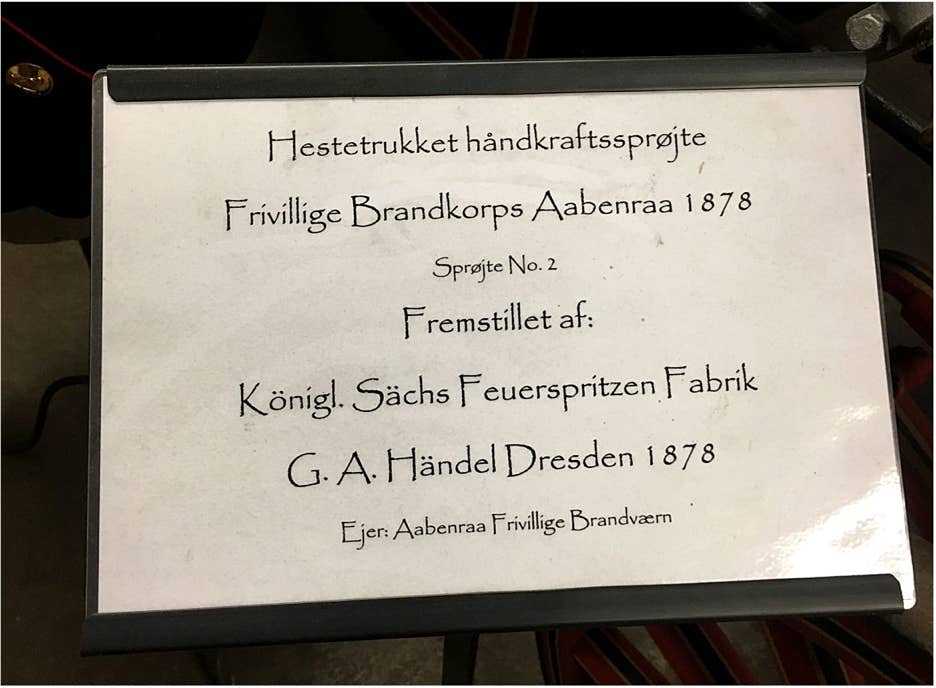 Hestetrukket håndkraftssprøjte
Frivillige Brandkorps Aabenraa 1878
Sprøjte No. 2
Fremstillet af:
Königl. Sächs Feuerspritzen Fabrik
G. A. Händel Dresden 1878
Ejer: Aabenraa Frivillige Brandværn